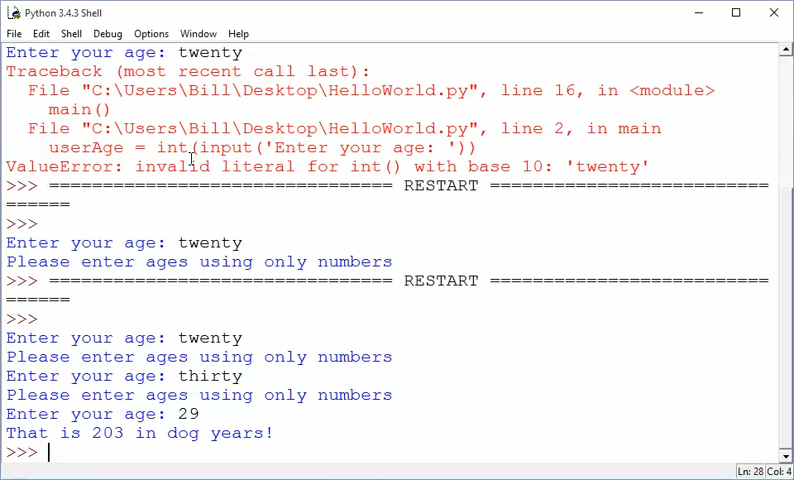 Python 3.4.3 Shell
File Edit Shell Debug Options Window Help
Enter your age: twenty
Traceback (most recent call last):
  File "C:\Users\Bill\Desktop\HelloWorld.py", line 16, in <module>
    main()
  File "C:\Users\Bill\Desktop\HelloWorld.py", line 2, in main
    userAge = int(input('Enter your age: '))
ValueError: invalid literal for int() with base 10: 'twenty'
>>> ================================ RESTART ==========================
======
>>>
Enter your age: twenty
Please enter ages using only numbers
>>> ================================ RESTART ==========================
======
>>>
Enter your age: twenty
Please enter ages using only numbers
Enter your age: thirty
Please enter ages using only numbers
Enter your age: 29
That is 203 in dog years!
>>>
Ln: 28 Col: 4